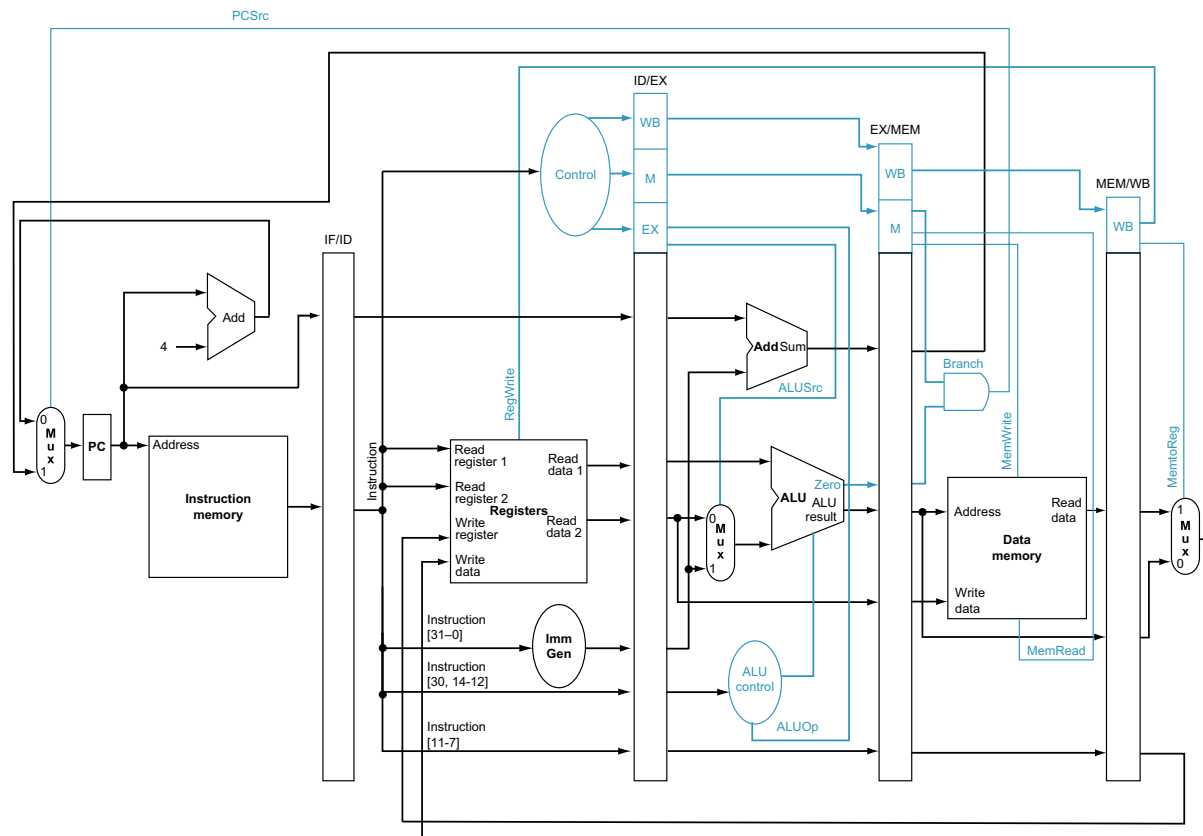 PCSrc
ID/EX
WB
Control
M
EX
EX/MEM
WB
M
MEM/WB
WB
IF/ID
Add
4
RegWrite
Add Sum
ALUSrc
Branch
MemWrite
MemtoReg
0
Mux
1
PC
Address
Instruction
memory
Instruction
Read
register 1
Read
register 2
Registers
Write
register
Write
data
Read
data 1
Read
data 2
0
Mux
1
ALU
Zero
ALU
result
Address
Read
data
Data
memory
Write
data
1
Mux
0
MemRead
Instruction
[31–0]
Imm
Gen
Instruction
[30, 14-12]
ALU
control
ALUOp
Instruction
[11-7]